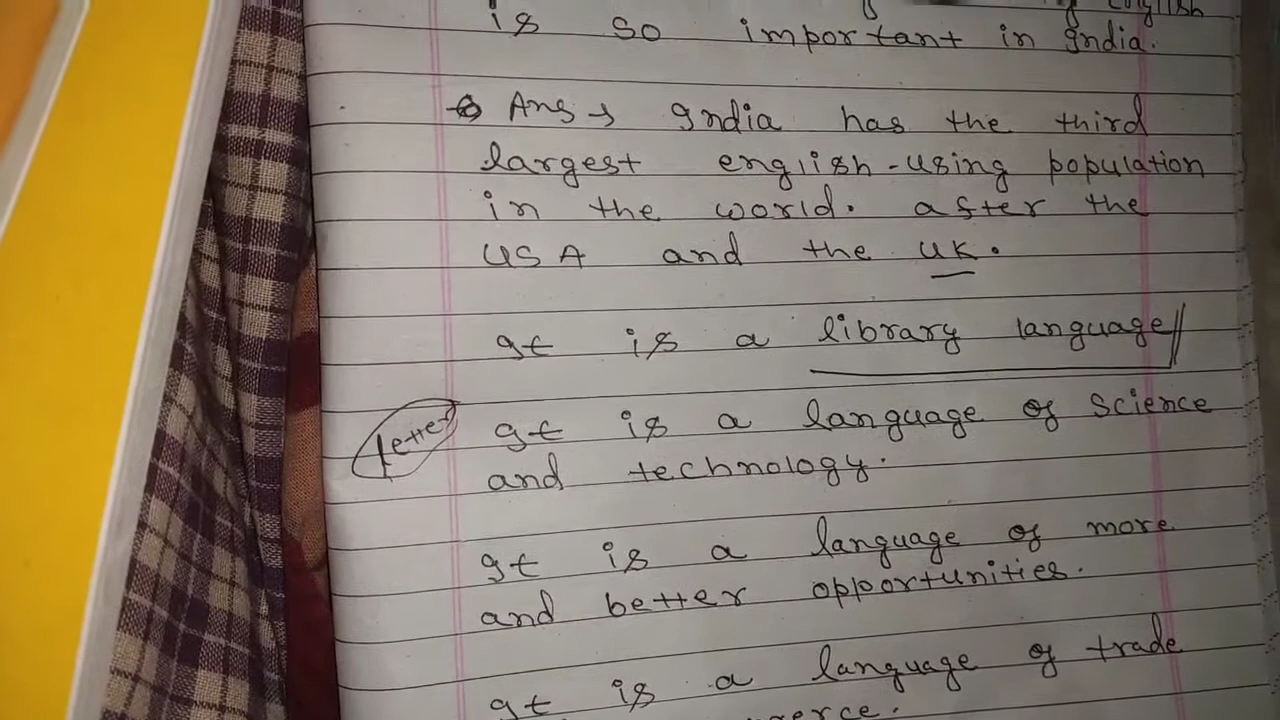 English
is so important in India.
Ans → India has the third
largest english-using population
in the world. after the
USA and the UK.
It is a library language
letter
It is a language of science
and technology.
It is a language of more
and better opportunities.
It is a language of trade